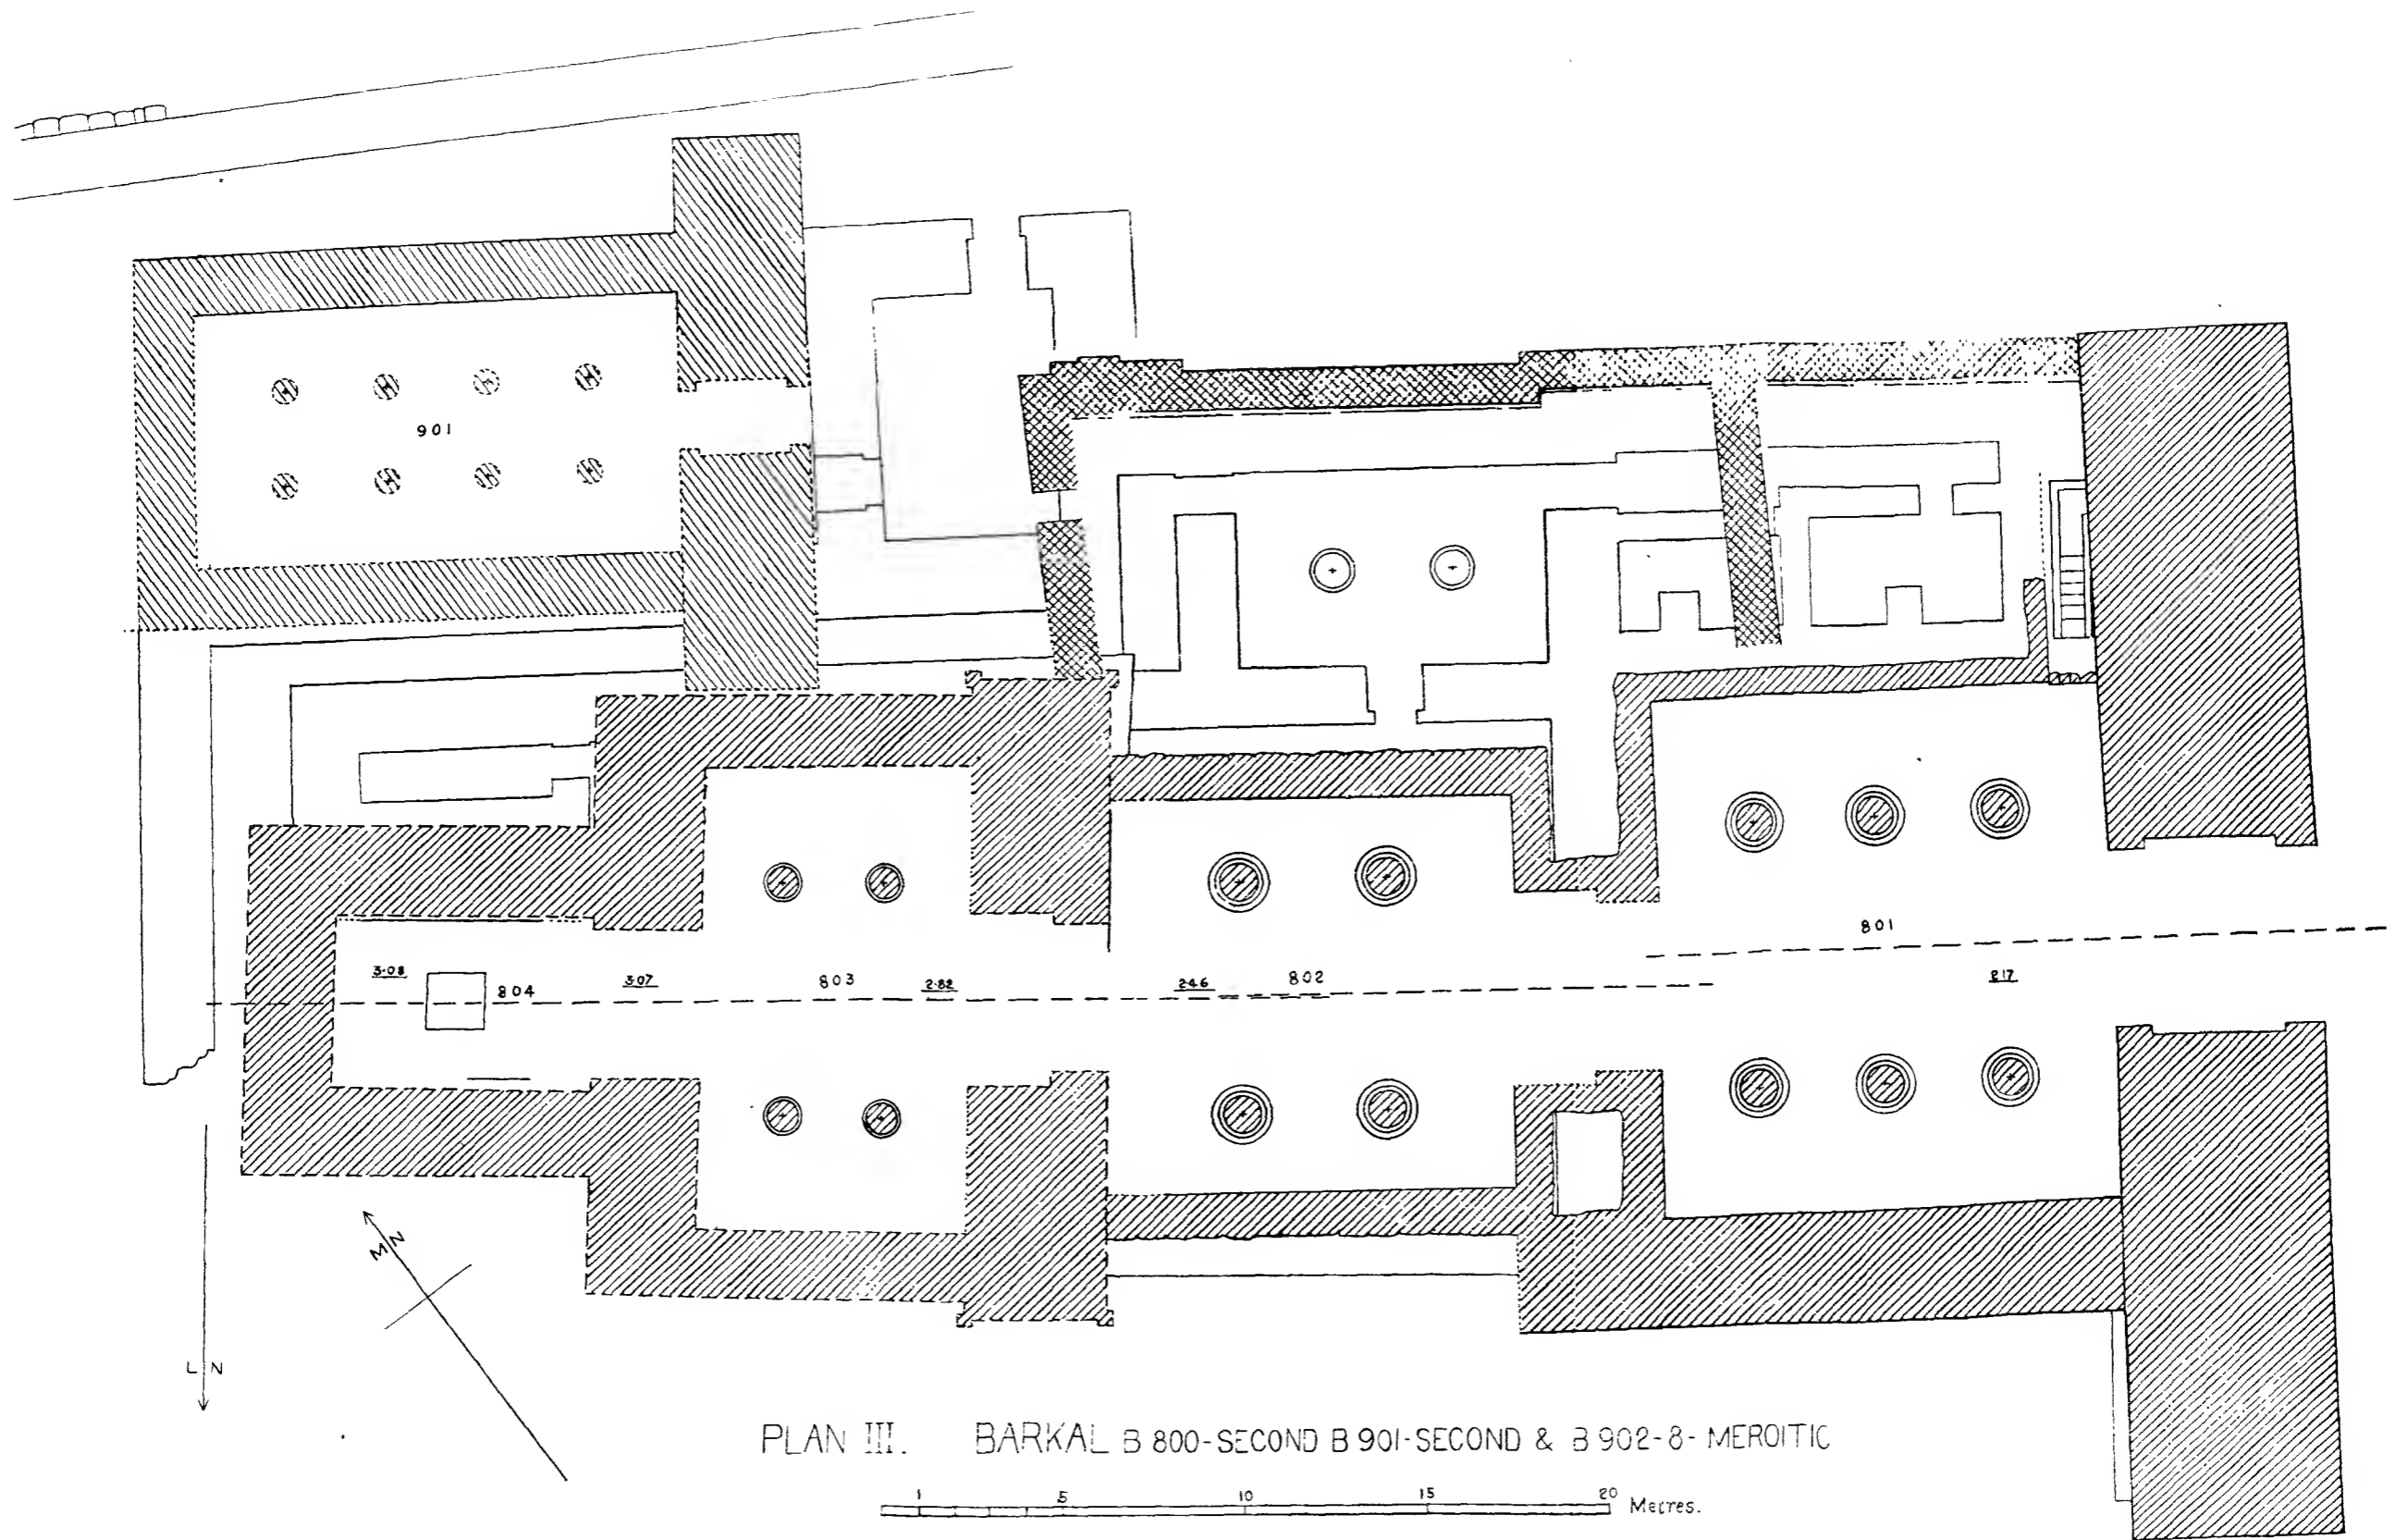 901
801
3·08
804
3·07
803
2·82
2·46
802
2·17
M N
L N
PLAN III. BARKAL B 800-SECOND B 901-SECOND & B 902-8-MEROITIC
1 5 10 15 20 Metres.